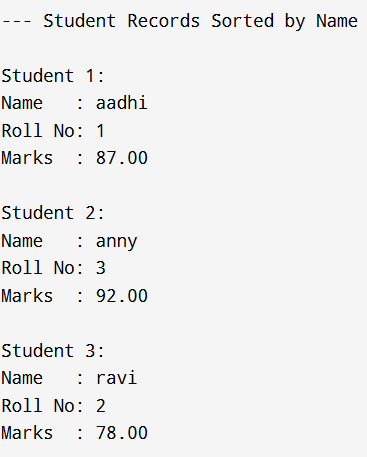 --- Student Records Sorted by Name
Student 1:
Name   : aadhi
Roll No: 1
Marks  : 87.00
Student 2:
Name   : anny
Roll No: 3
Marks  : 92.00
Student 3:
Name   : ravi
Roll No: 2
Marks  : 78.00